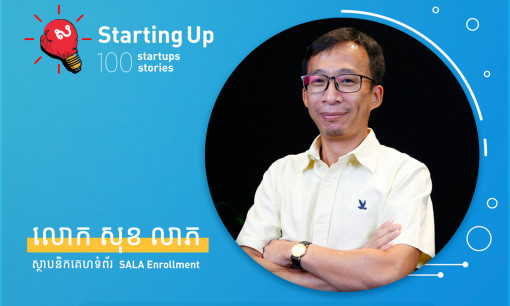 ស
Starting Up
100 startups
stories
លោក សុខ លាភ
ស្ថាបនិកគេហទំព័រ SALA Enrollment